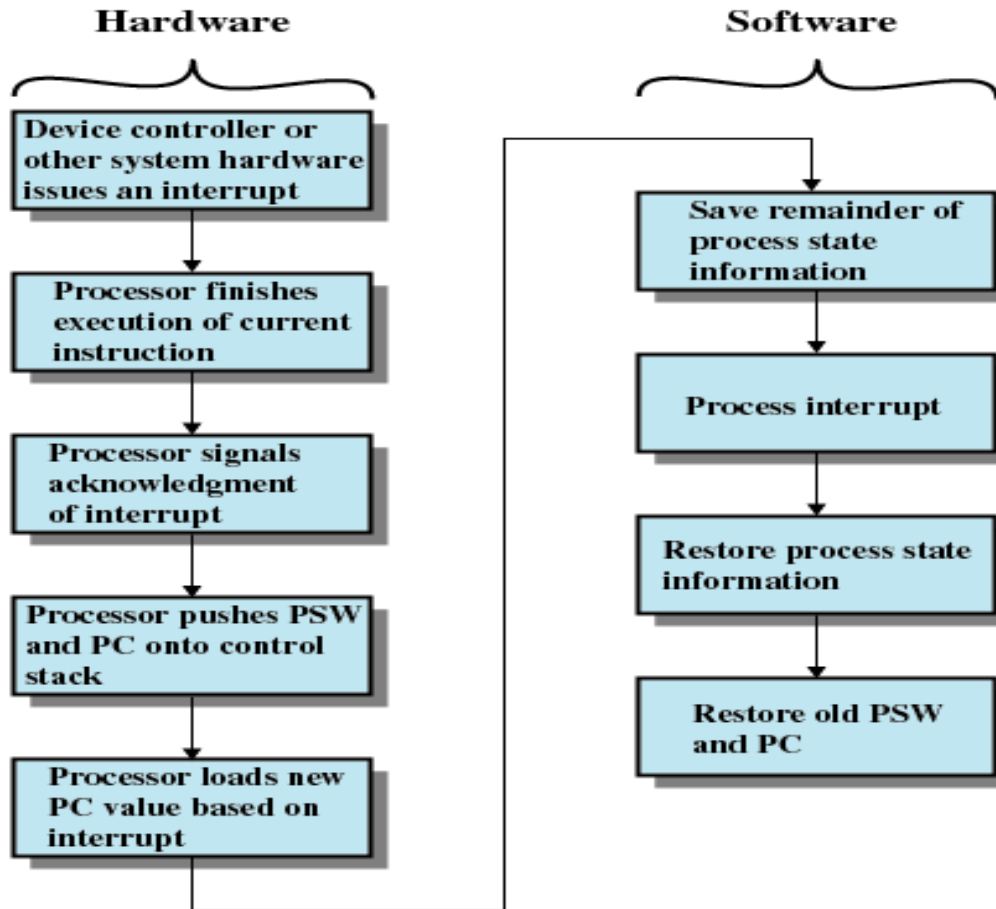 Hardware
Device controller or
other system hardware
issues an interrupt
Processor finishes
execution of current
instruction
Processor signals
acknowledgment
of interrupt
Processor pushes PSW
and PC onto control
stack
Processor loads new
PC value based on
interrupt
Software
Save remainder of
process state
information
Process interrupt
Restore process state
information
Restore old PSW
and PC